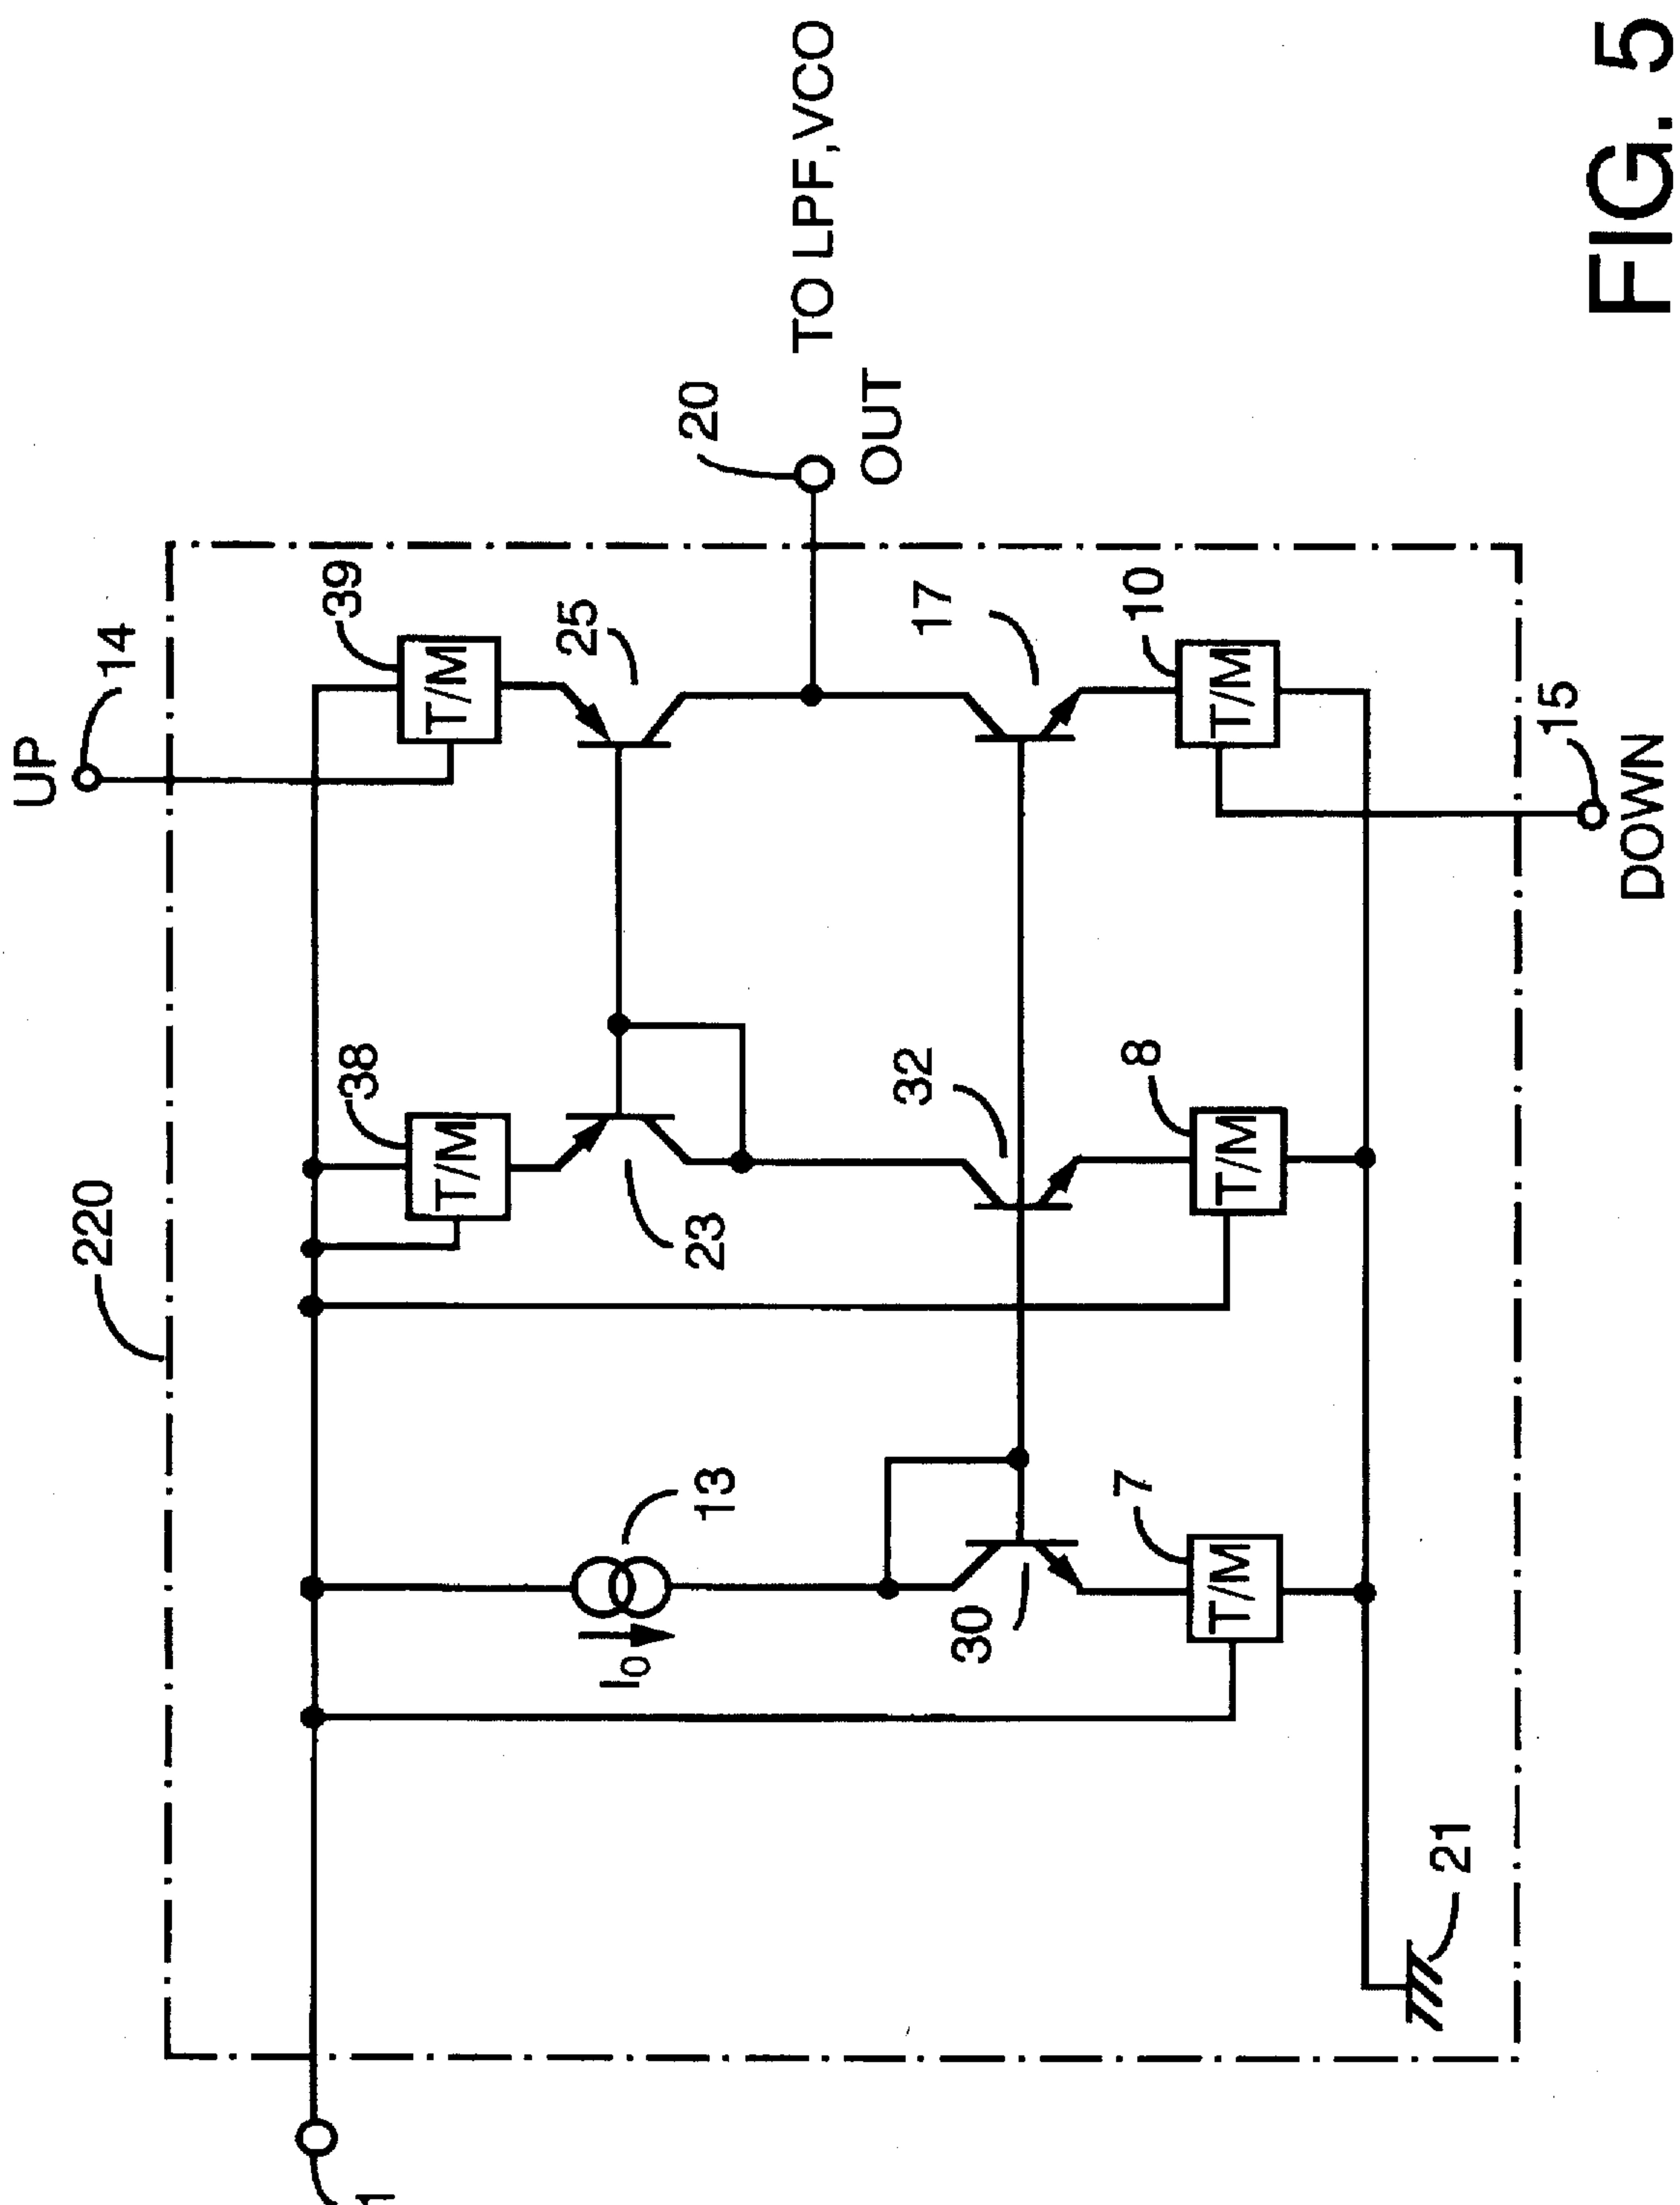 220
UP
14
39
T/M
38
T/M
25
23
13
I0
20
TO LPF,VCO
OUT
32
17
30
7
T/M
8
T/M
10
T/M
15
DOWN
21
1
FIG. 5